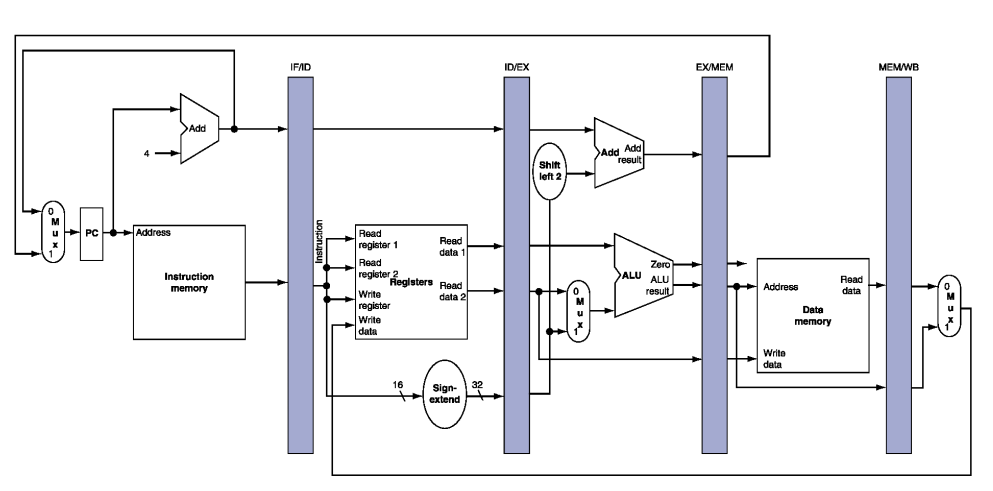 IF/ID
ID/EX
EX/MEM
MEM/WB
Add
4
Shift
left 2
Add
Add
result
0
M
u
x
1
PC
Address
Instruction
memory
Instruction
Read
register 1
Read
register 2
Write
register
Write
data
Registers
Read
data 1
Read
data 2
16
Sign-
extend
32
0
M
u
x
1
ALU
Zero
ALU
result
Address
Read
data
Data
memory
Write
data
0
M
u
x
1